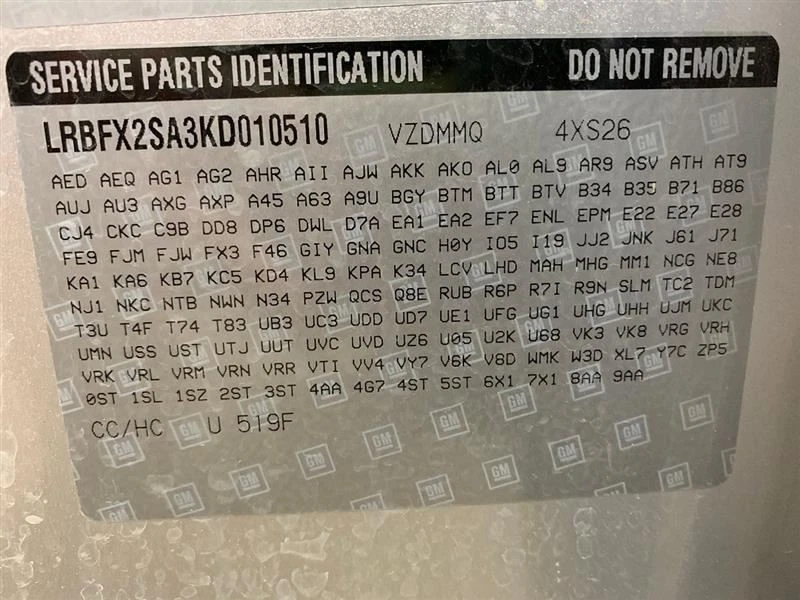 SERVICE PARTS IDENTIFICATION DO NOT REMOVE
LRBFX2SA3KD010510 VZDMMQ 4XS26
AED AEQ AG1 AG2 AHR AII AJW AKK AKO AL0 AL9 AR9 ASV ATH AT9
AUJ AU3 AXG AXP A45 A63 A9U BGY BTM BTT BTV B34 B35 B71 B86
CJ4 CKC C9B DD8 DP6 DWL D7A EA1 EA2 EF7 ENL EPM E22 E27 E28
FE9 FJM FJW FX3 F46 GIY GNA GNC H0Y IO5 I19 JJ2 JNK J61 J71
KA1 KA6 KB7 KC5 KD4 KL9 KPA K34 LCV LHD MAH MHG MM1 NCG NE8
NJ1 NKC NTB NWN N34 PZW QCS Q8E RUB R6P R7I R9N SLM TC2 TDM
T3U T4F T74 T83 UB3 UC3 UDD UD7 UE1 UFG UG1 UHG UHH UJM UKC
UMN USS UST UTJ UUT UVC UVD UZ6 U05 U2K U68 VK3 VK8 VRG VRH
VRK VRL VRM VRN VRR VTI VV4 VY7 V6K V8D WMK W3D XL7 Y7C ZP5
0ST 1SL 1SZ 2ST 3ST 4AA 4G7 4ST 5ST 6X1 7X1 8AA 9AA
CC/HC U 519F